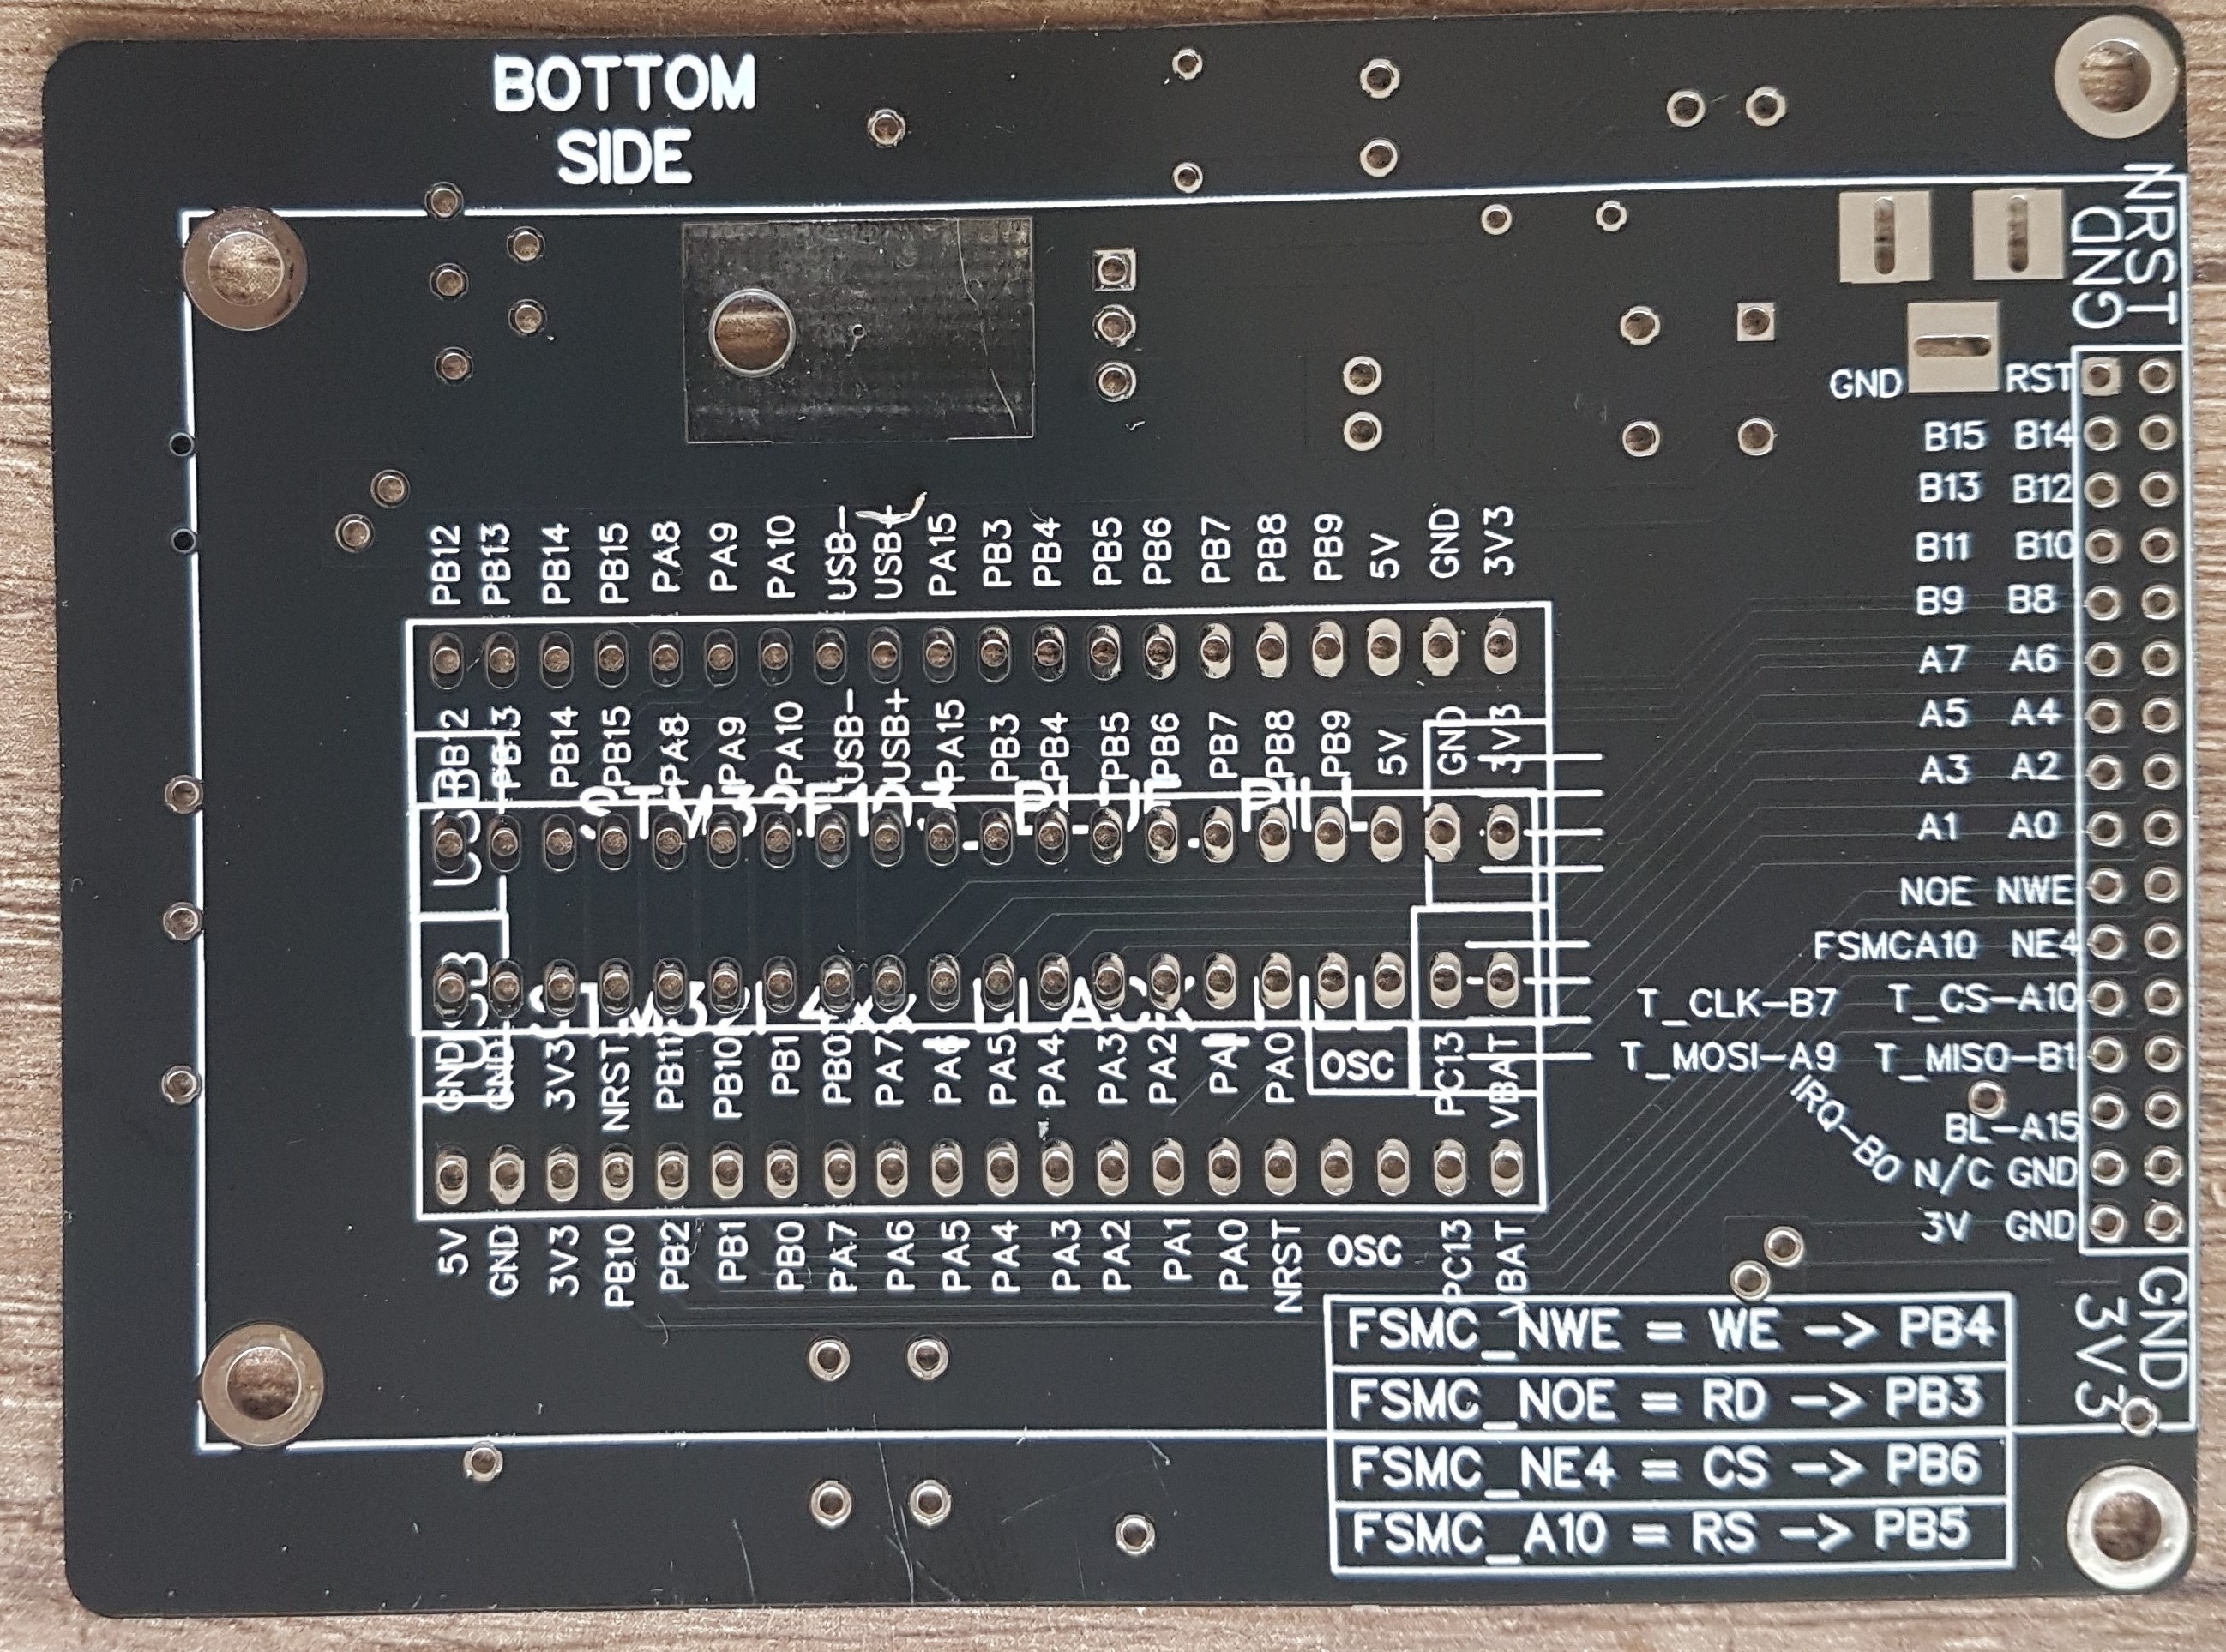 BOTTOM
SIDE
NRST
GND
GND RST
B15 B14
B13 B12
B11 B10
B9 B8
A7 A6
A5 A4
A3 A2
A1 A0
NOE NWE
FSMCA10 NE4
T_CLK-B7 T_CS-A10
T_MOSI-A9 T_MISO-B1
IRQ-B0
BL-A15
N/C GND
3V GND
GND
3V3
PB12 PB13 PB14 PB15 PA8 PA9 PA10 USB- USB+ PA15 PB3 PB4 PB5 PB6 PB7 PB8 PB9 5V GND 3V3
PB12 PB13 PB14 PB15 PA8 PA9 PA10 USB- USB+ PA15 PB3 PB4 PB5 PB6 PB7 PB8 PB9 5V GND 3V3
USB
STM32F103_BLUE_PILL
USB
STM32F4xx_BLACK_PILL
GND GND 3V3 NRST PB11 PB10 PB1 PB0 PA7 PA6 PA5 PA4 PA3 PA2 PA1 PA0 OSC PC13 VBAT
5V GND 3V3 PB10 PB2 PB1 PB0 PA7 PA6 PA5 PA4 PA3 PA2 PA1 PA0 NRST OSC PC13 VBAT
FSMC_NWE = WE -> PB4
FSMC_NOE = RD -> PB3
FSMC_NE4 = CS -> PB6
FSMC_A10 = RS -> PB5